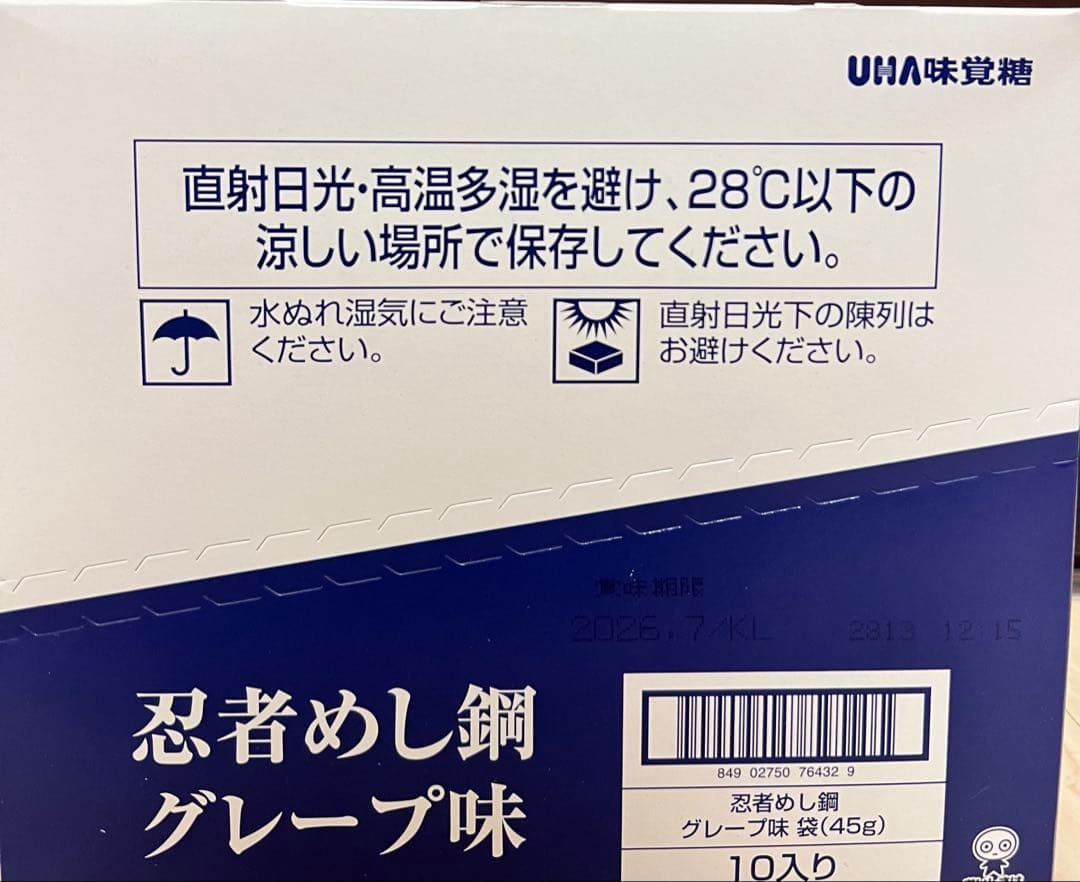 UHA味覚糖
直射日光・高温多湿を避け、28℃以下の
涼しい場所で保存してください。
水ぬれ湿気にご注意
ください。
直射日光下の陳列は
お避けください。
賞味期限
2026.7/KL 2813 12:15
忍者めし鋼
グレープ味
849 02750 76432 9
忍者めし鋼
グレープ味 袋(45g)
10入り